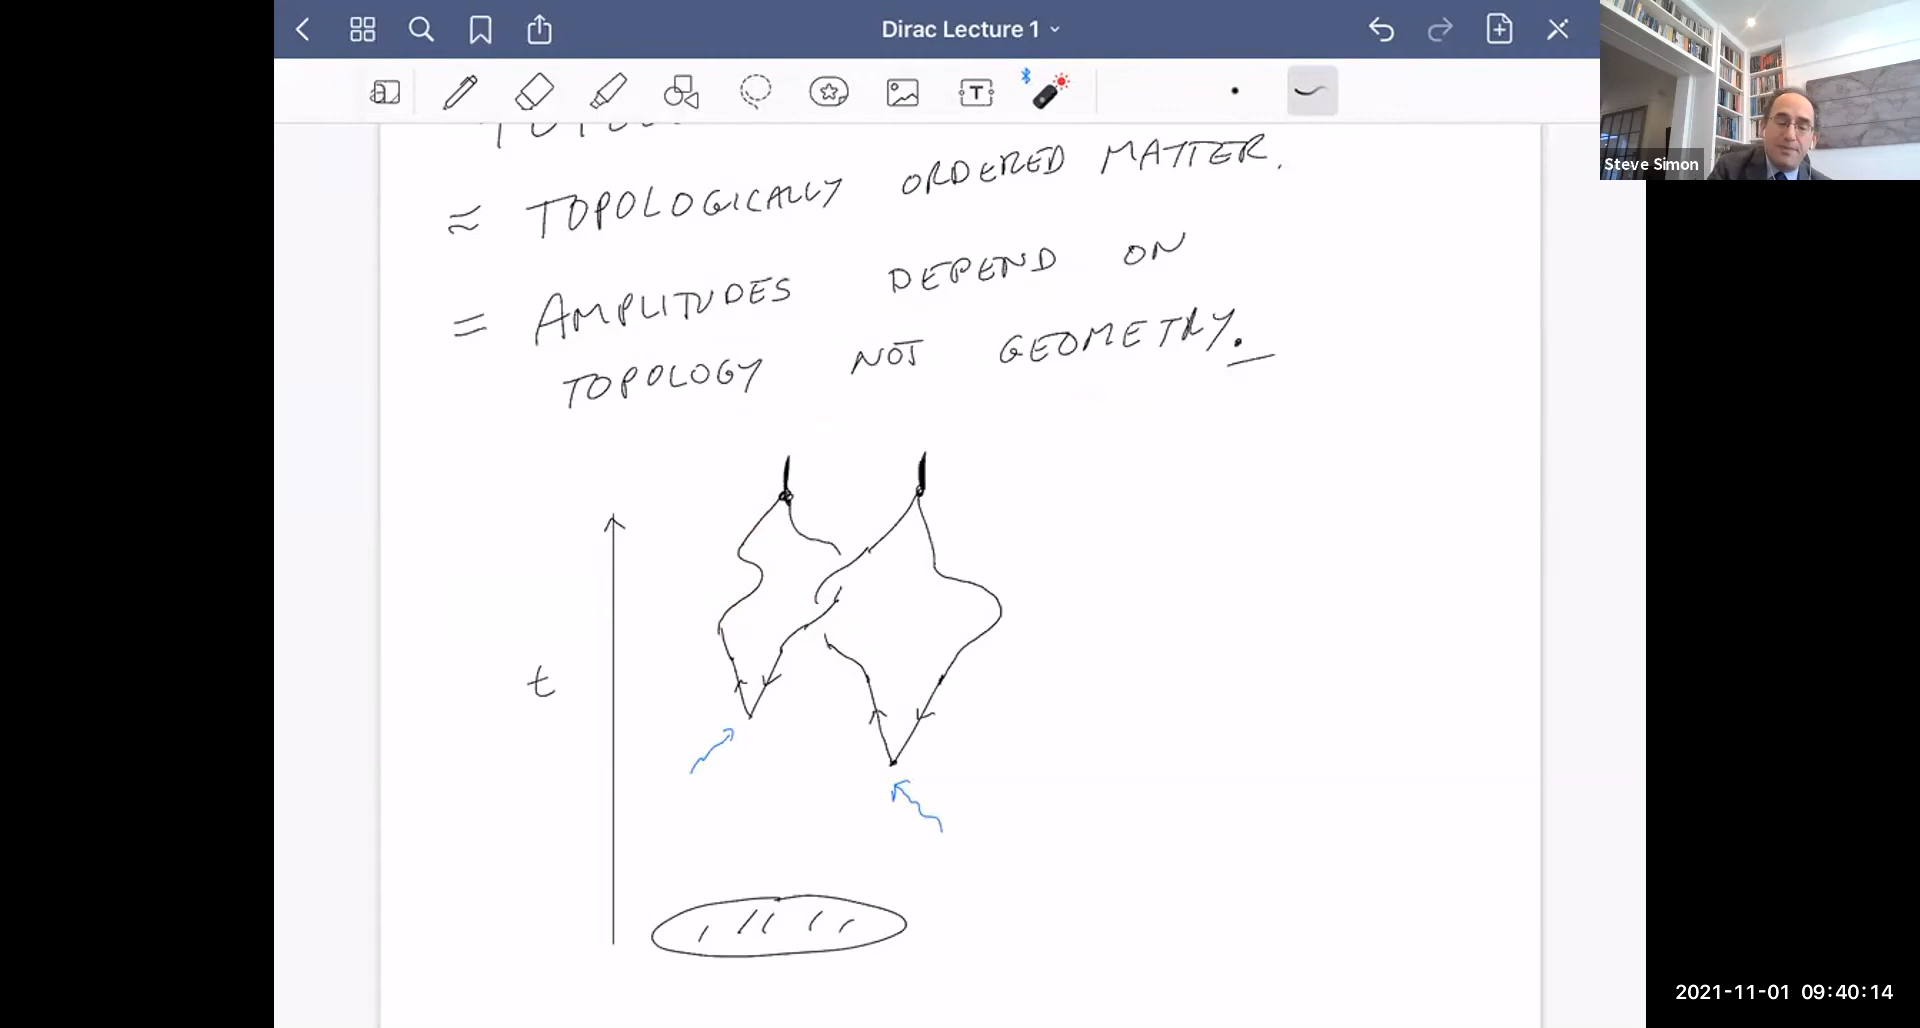 Dirac Lecture 1
T
Steve Simon
≈ TOPOLOGICALLY ORDERED MATTER.
= AMPLITUDES DEPEND ON
TOPOLOGY NOT GEOMETRY.
t
2021-11-01 09:40:14